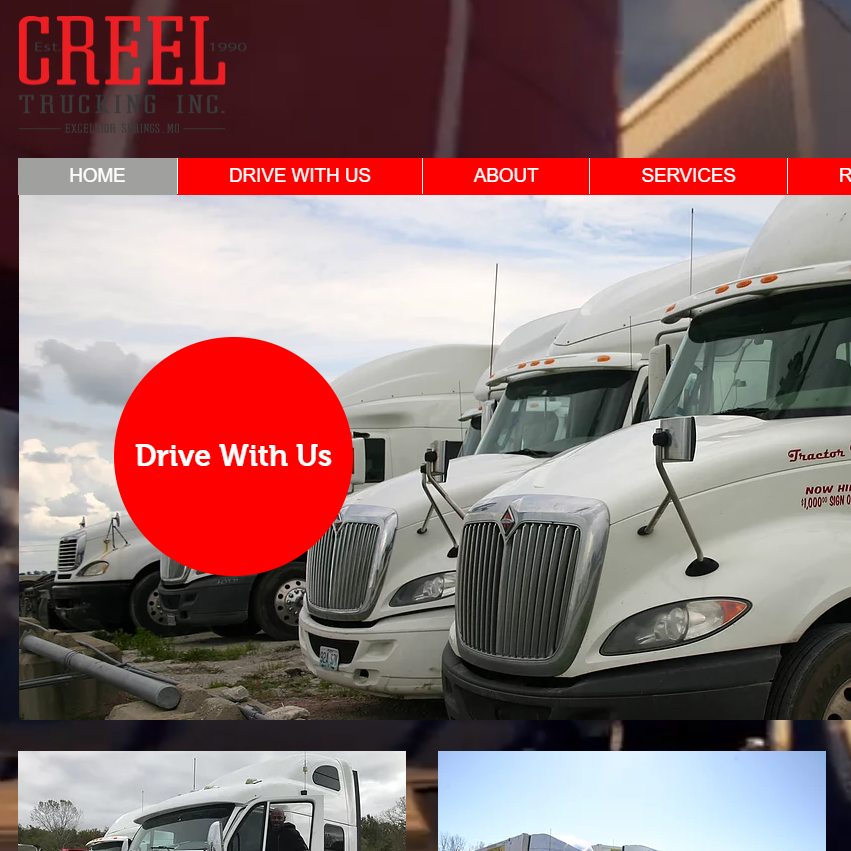 CREEL
Est. 1990
TRUCKING INC.
EXCELSIOR SPRINGS, MO
HOME
DRIVE WITH US
ABOUT
SERVICES
R
Drive With Us
Tractor
NOW HI
$1,000⁰⁰ SIGN O